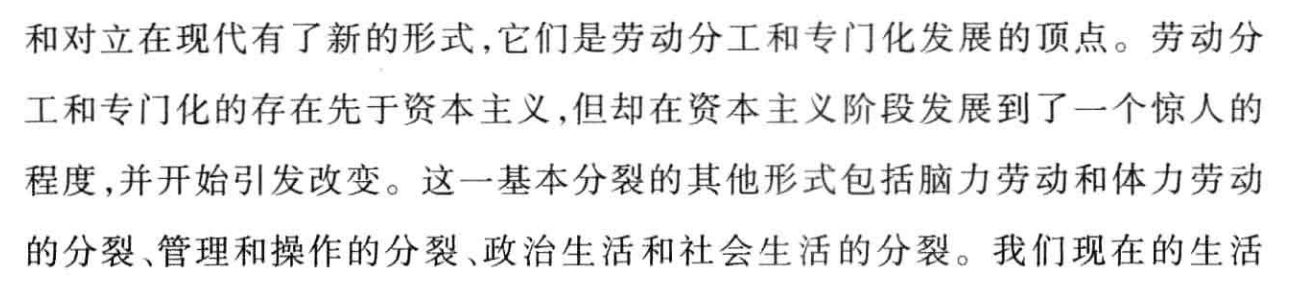 和对立在现代有了新的形式,它们是劳动分工和专门化发展的顶点。劳动分
工和专门化的存在先于资本主义,但却在资本主义阶段发展到了一个惊人的
程度,并开始引发改变。这一基本分裂的其他形式包括脑力劳动和体力劳动
的分裂、管理和操作的分裂、政治生活和社会生活的分裂。我们现在的生活